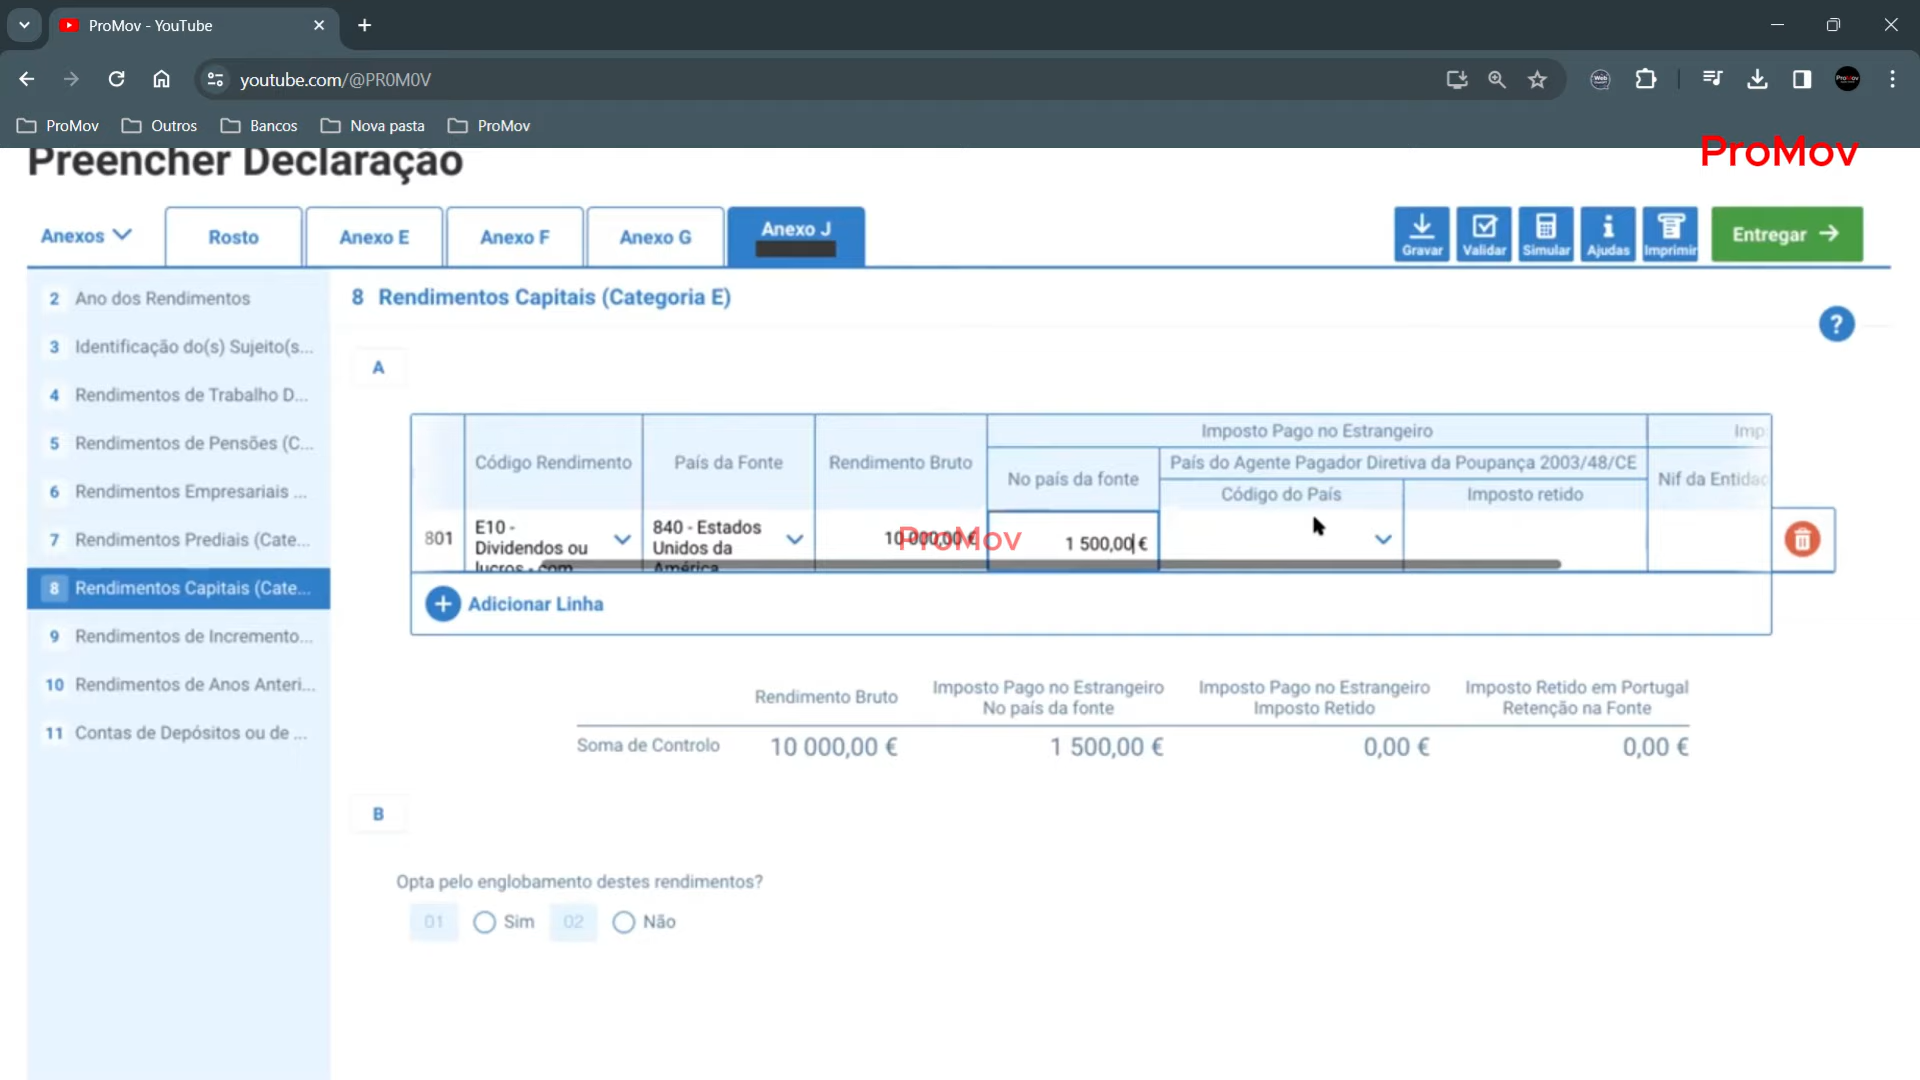 ProMov - YouTube
youtube.com/@PR0M0V
ProMov
Outros
Bancos
Nova pasta
ProMov
Preencher Declaração
ProMov
Anexos
Rosto
Anexo E
Anexo F
Anexo G
Anexo J
Gravar
Validar
Simular
Ajudas
Imprimir
Entregar
2 Ano dos Rendimentos
3 Identificação do(s) Sujeito(s...
4 Rendimentos de Trabalho D...
5 Rendimentos de Pensões (C...
6 Rendimentos Empresariais ...
7 Rendimentos Prediais (Cate...
8 Rendimentos Capitais (Cate...
9 Rendimentos de Incremento...
10 Rendimentos de Anos Anteri...
11 Contas de Depósitos ou de ...
8 Rendimentos Capitais (Categoria E)
?
A
Imposto Pago no Estrangeiro
Imp
Código Rendimento
País da Fonte
Rendimento Bruto
No país da fonte
País do Agente Pagador Diretiva da Poupança 2003/48/CE
Código do País
Imposto retido
Nif da Entidad
801
E10 -
Dividendos ou
lucros - com
840 - Estados
Unidos da
América
10 000,00 €
ProMov
1 500,00 €
Adicionar Linha
Rendimento Bruto
Imposto Pago no Estrangeiro
No país da fonte
Imposto Pago no Estrangeiro
Imposto Retido
Imposto Retido em Portugal
Retenção na Fonte
Soma de Controlo
10 000,00 €
1 500,00 €
0,00 €
0,00 €
B
Opta pelo englobamento destes rendimentos?
01 Sim 02 Não